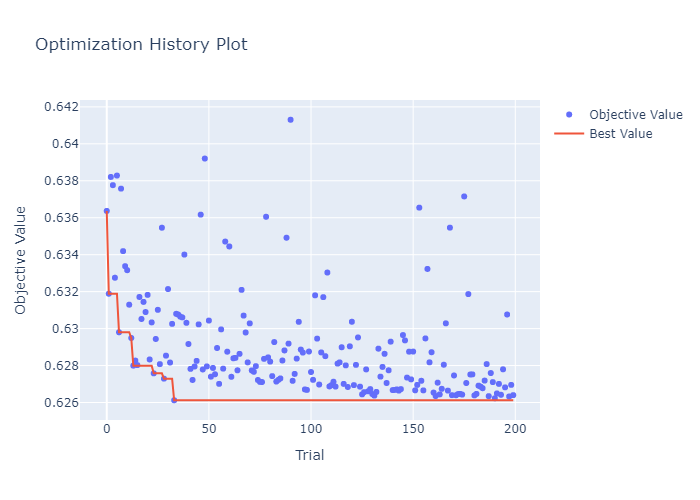 Optimization History Plot
Objective Value
0.642
0.64
0.638
0.636
0.634
0.632
0.63
0.628
0.626
0
50
100
150
200
Trial
Objective Value
Best Value